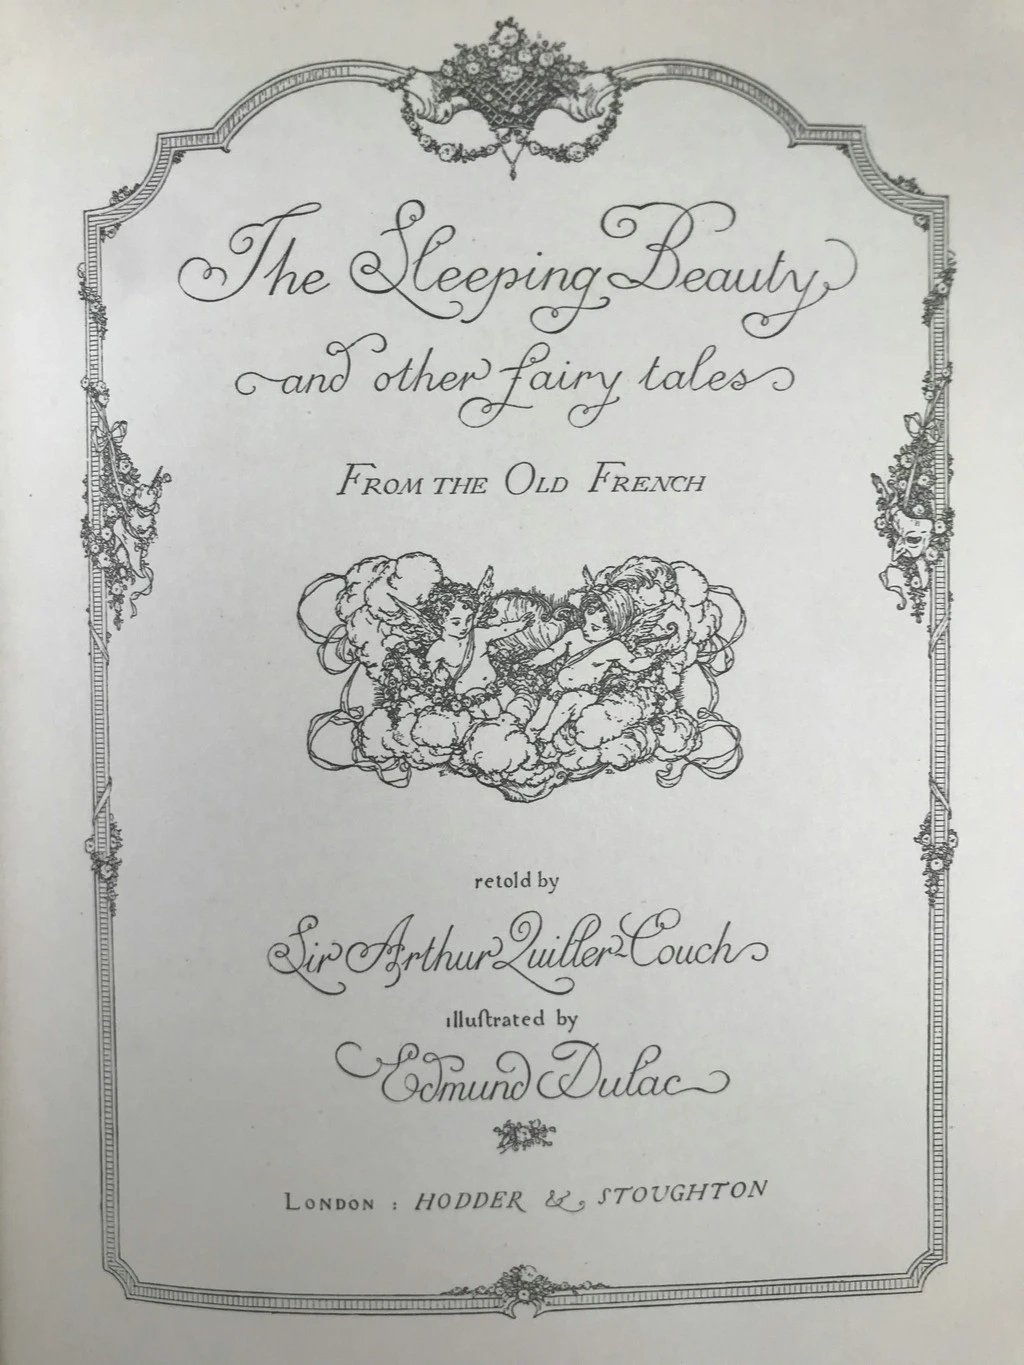 The Sleeping Beauty
and other fairy tales
FROM THE OLD FRENCH
retold by
Sir Arthur Quiller-Couch
illuſtrated by
Edmund Dulac
LONDON : HODDER & STOUGHTON